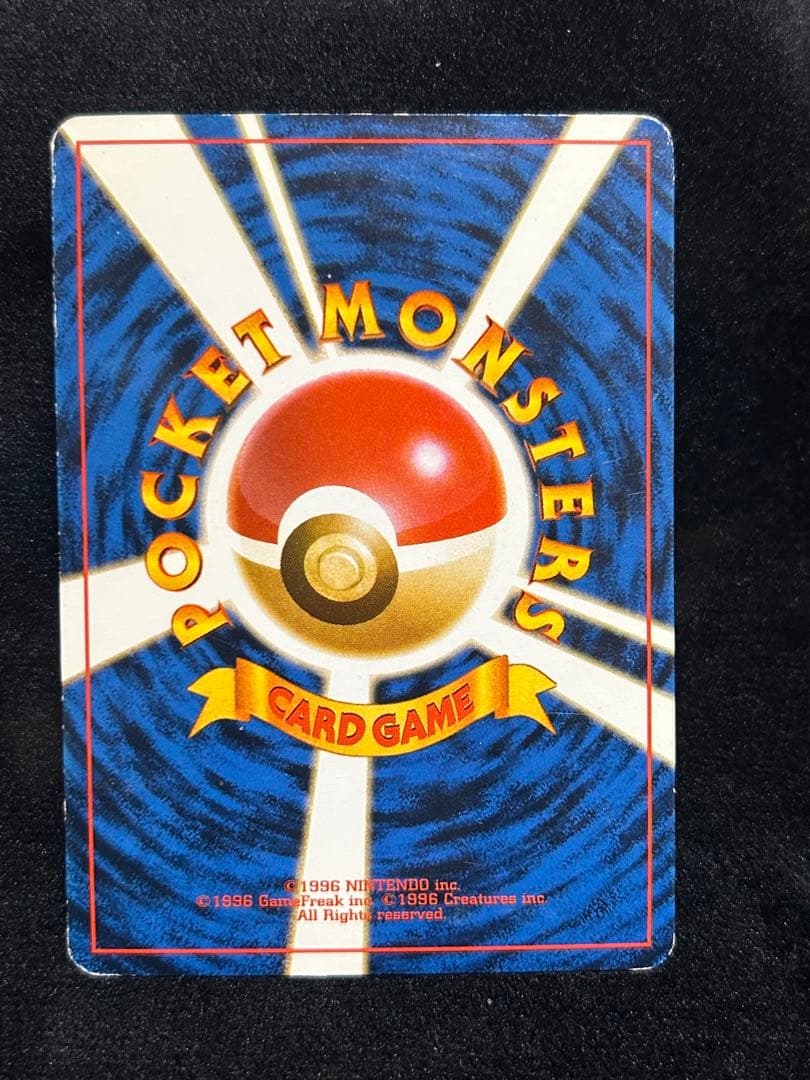 POCKET MONSTERS
CARD GAME
©1996 NINTENDO inc.
©1996 GameFreak inc. ©1996 Creatures inc.
All Rights reserved.